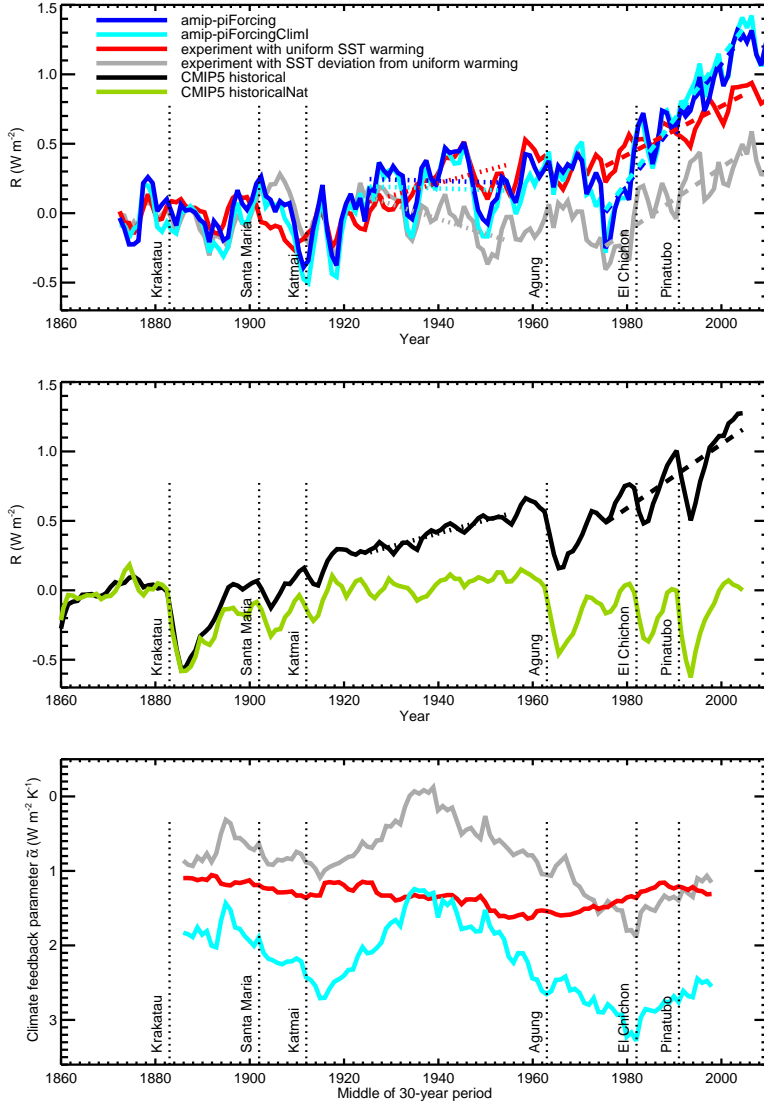 1.5
1.0
0.5
0.0
-0.5
R (W m-2)
amip-piForcing
amip-piForcingClimI
experiment with uniform SST warming
experiment with SST deviation from uniform warming
CMIP5 historical
CMIP5 historicalNat
Krakatau
Santa Maria
Katmai
Agung
El Chichon
Pinatubo
1860 1880 1900 1920 1940 1960 1980 2000
Year
1.5
1.0
0.5
0.0
-0.5
R (W m-2)
Krakatau
Santa Maria
Katmai
Agung
El Chichon
Pinatubo
1860 1880 1900 1920 1940 1960 1980 2000
Year
0
1
2
3
Climate feedback parameter α̃ (W m-2 K-1)
Krakatau
Santa Maria
Katmai
Agung
El Chichon
Pinatubo
1860 1880 1900 1920 1940 1960 1980 2000
Middle of 30-year period